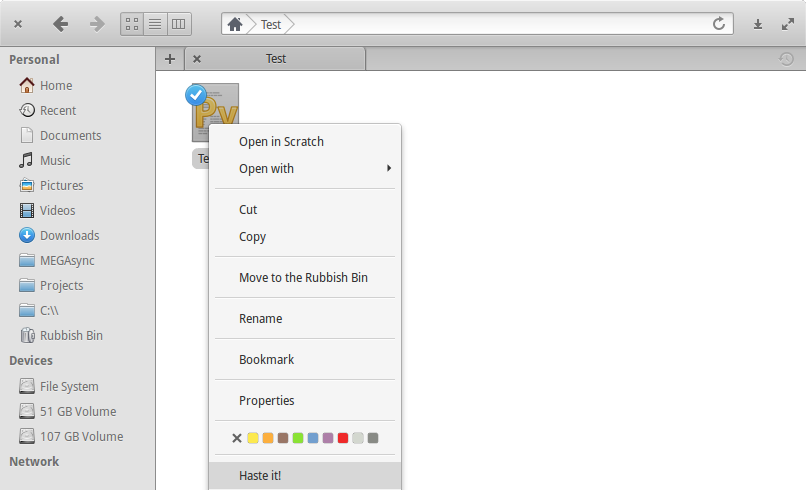 Test
Personal
Home
Recent
Documents
Music
Pictures
Videos
Downloads
MEGAsync
Projects
C:\\
Rubbish Bin
Devices
File System
51 GB Volume
107 GB Volume
Network
Test
Py
Te
Open in Scratch
Open with
Cut
Copy
Move to the Rubbish Bin
Rename
Bookmark
Properties
Haste it!